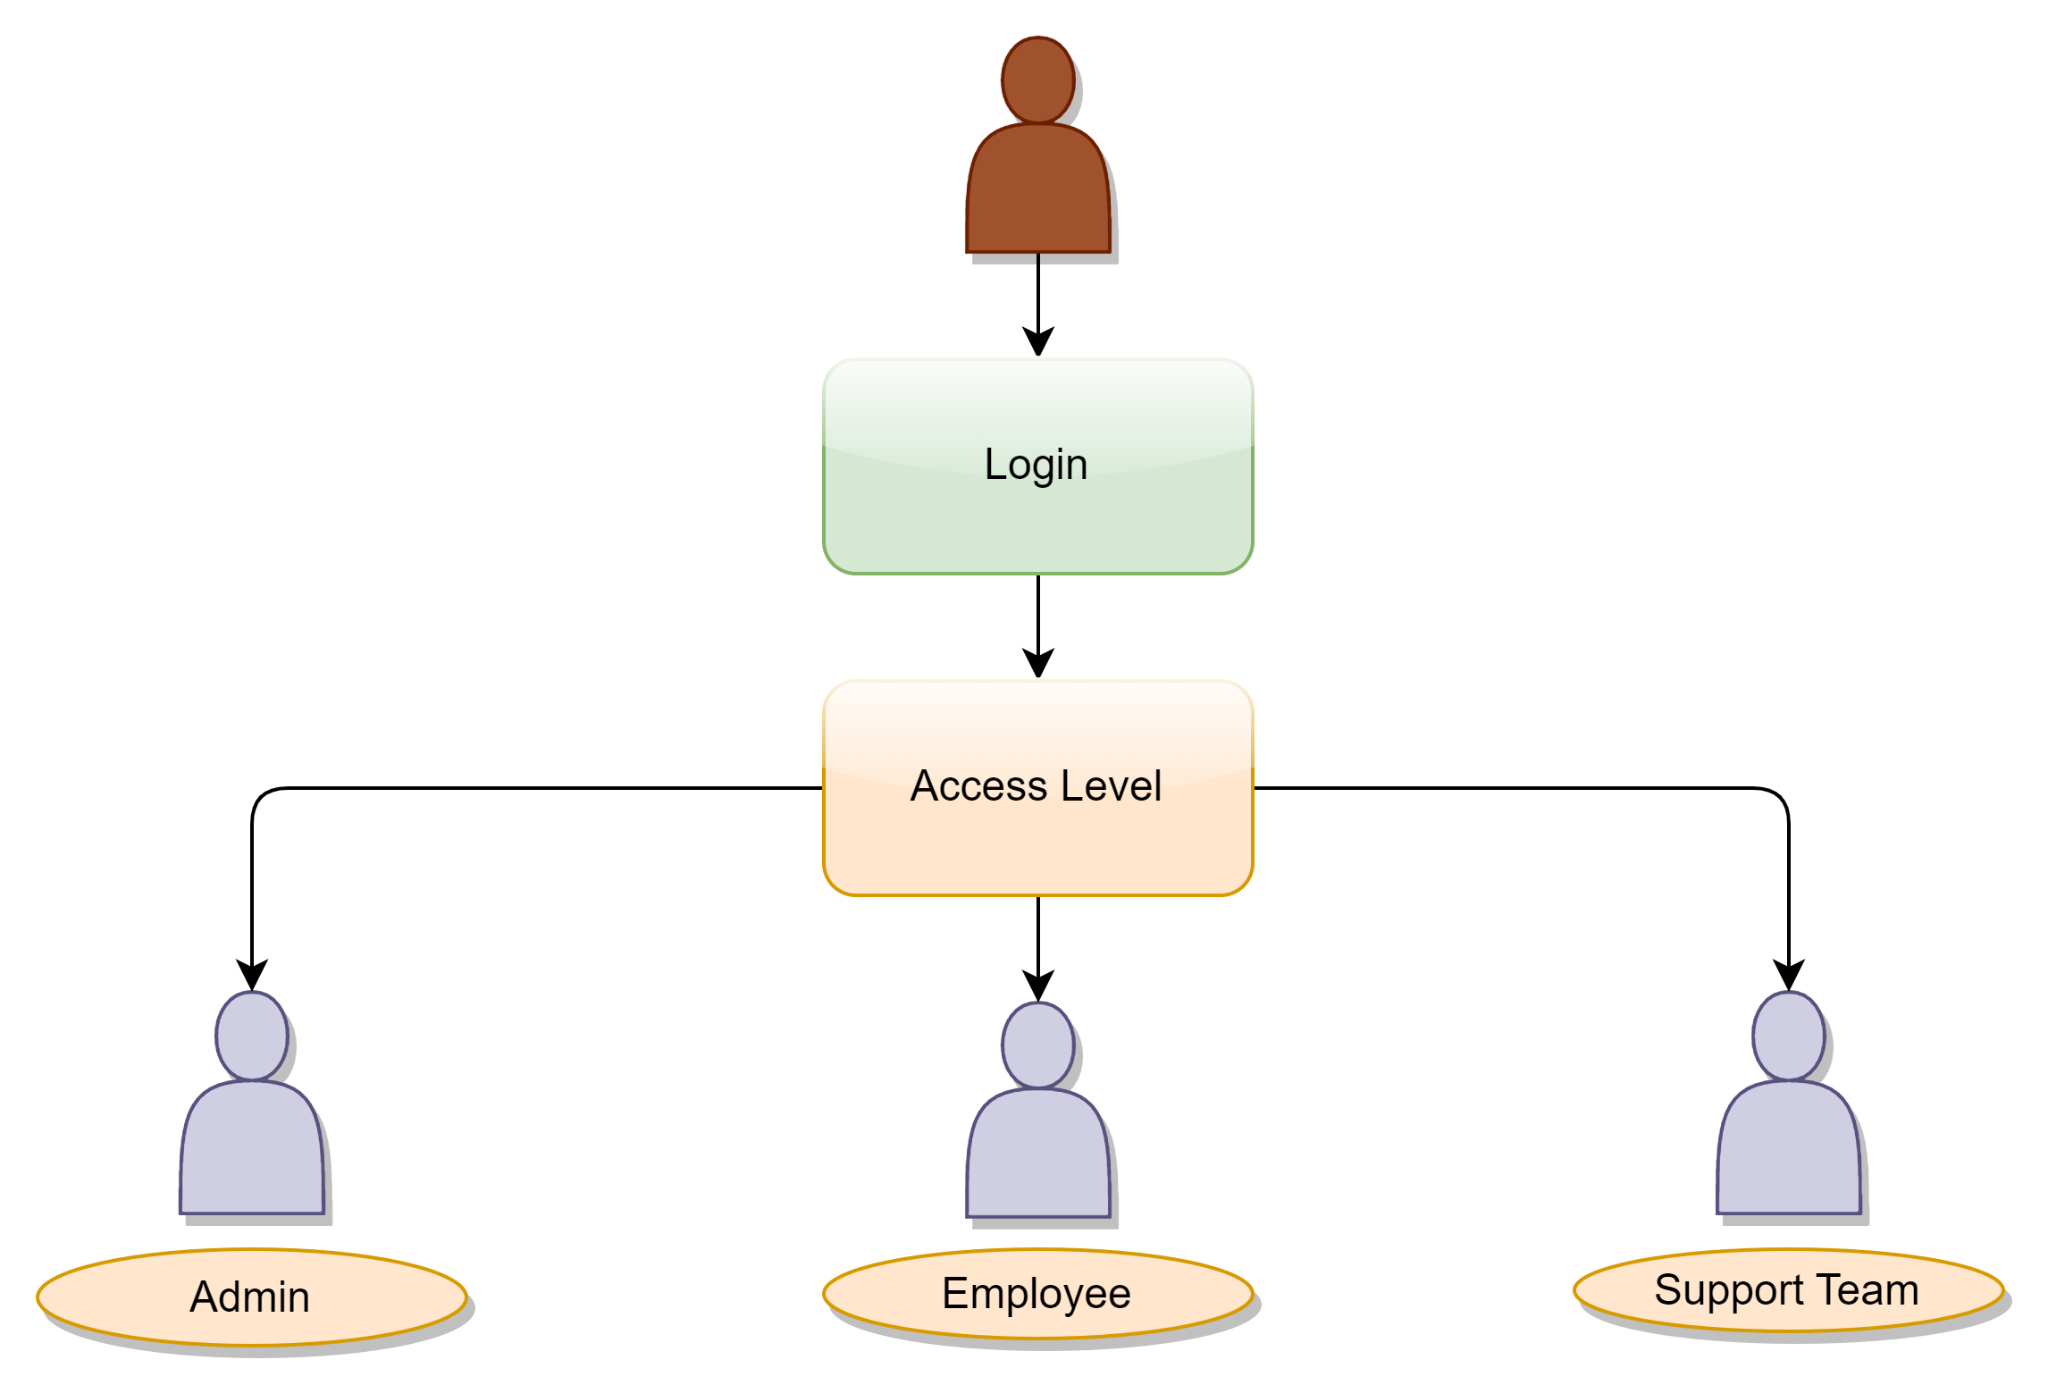 Login
Access Level
Admin
Employee
Support Team